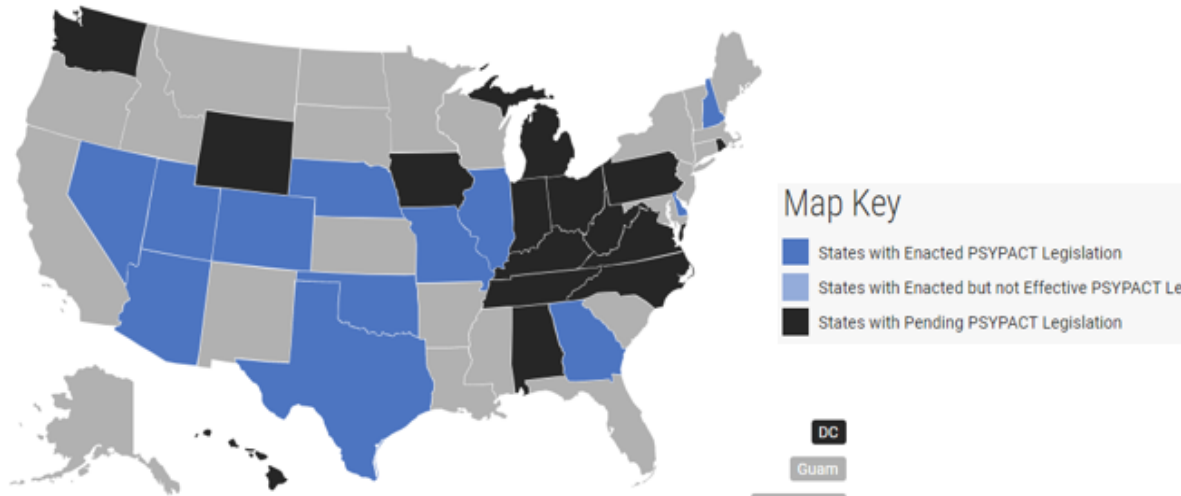 Map Key
States with Enacted PSYPACT Legislation
States with Enacted but not Effective PSYPACT Le
States with Pending PSYPACT Legislation
DC
Guam